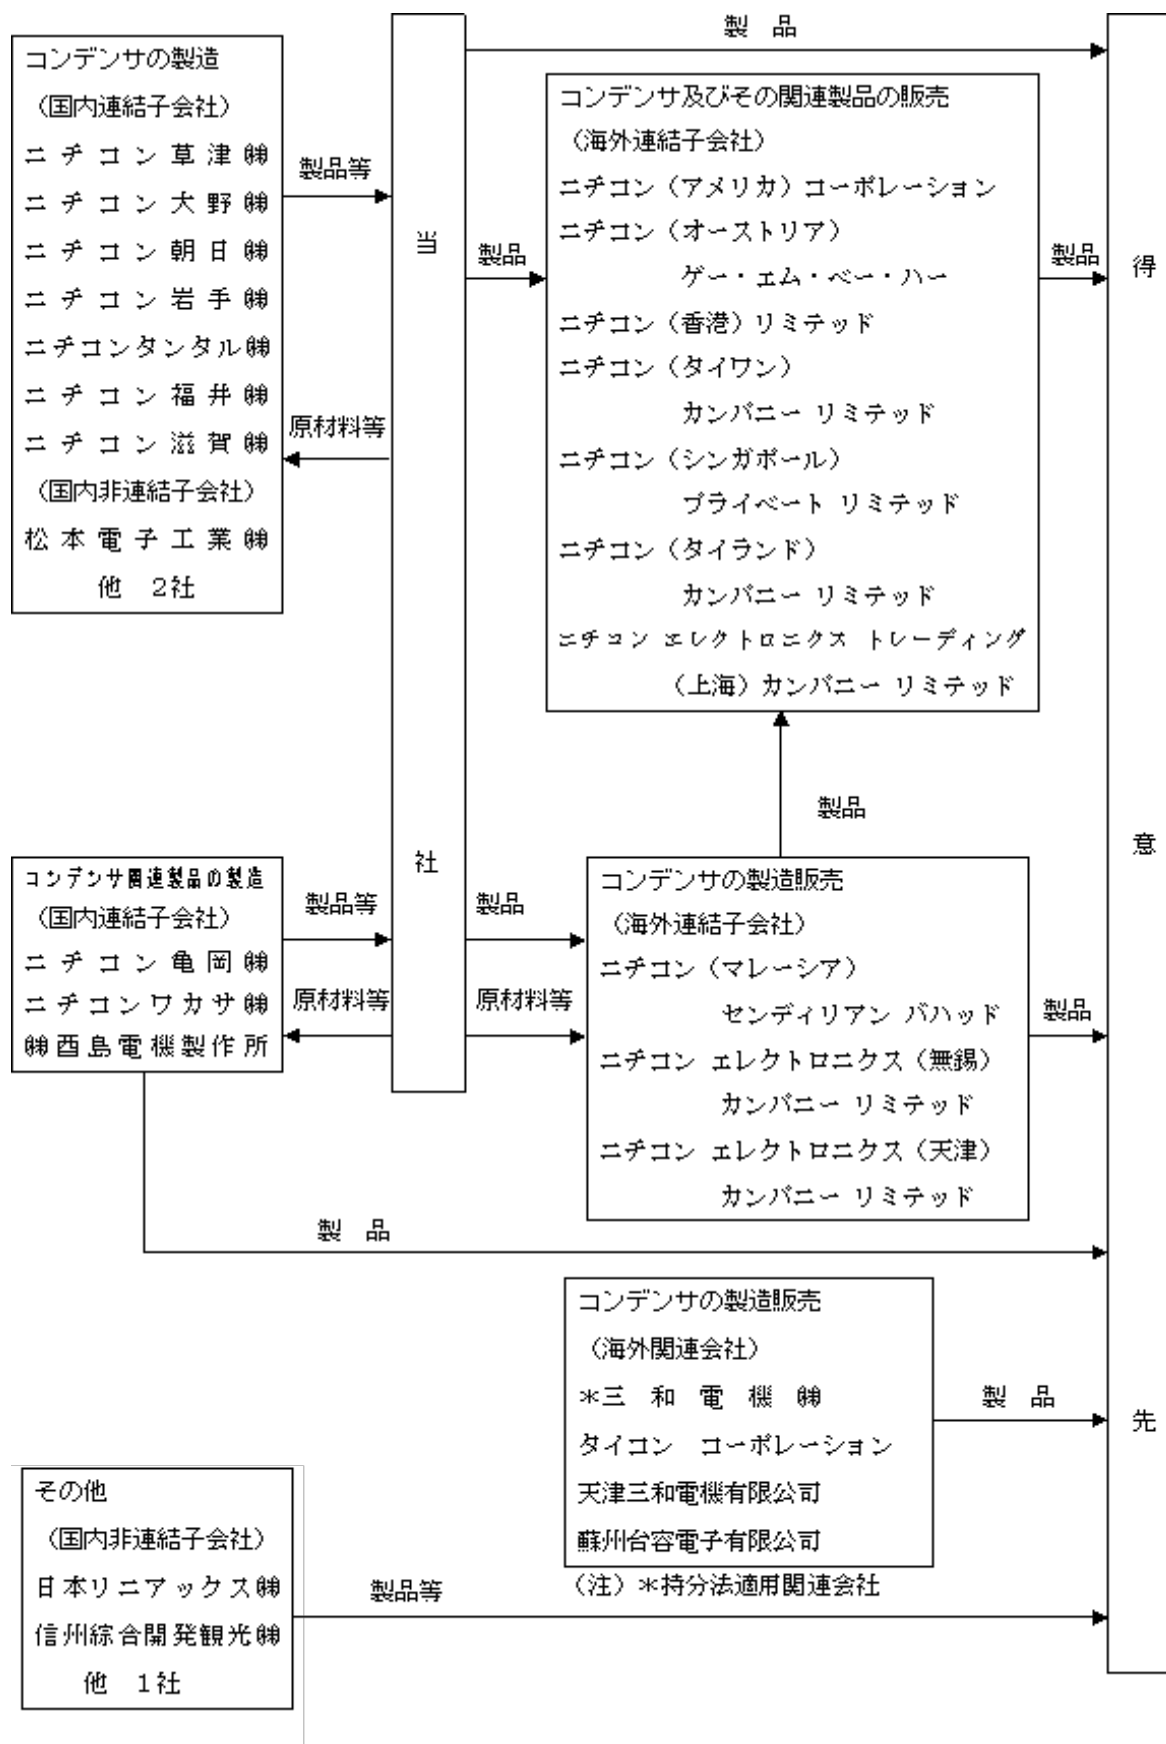 コンデンサの製造
（国内連結子会社）
ニチコン草津㈱
ニチコン大野㈱
ニチコン朝日㈱
ニチコン岩手㈱
ニチコンタンタル㈱
ニチコン福井㈱
ニチコン滋賀㈱
（国内非連結子会社）
松本電子工業㈱
他 2社
製品等
原材料等
コンデンサ関連製品の製造
（国内連結子会社）
ニチコン亀岡㈱
ニチコンワカサ㈱
㈱酉島電機製作所
製品等
原材料等
当
社
製 品
製品
コンデンサ及びその関連製品の販売
（海外連結子会社）
ニチコン（アメリカ）コーポレーション
ニチコン（オーストリア）
ゲー・エム・ベー・ハー
ニチコン（香港）リミテッド
ニチコン（タイワン）
カンパニー リミテッド
ニチコン（シンガポール）
プライベート リミテッド
ニチコン（タイランド）
カンパニー リミテッド
ニチコン エレクトロニクス トレーディング
（上海）カンパニー リミテッド
製品
製品
製品
原材料等
コンデンサの製造販売
（海外連結子会社）
ニチコン（マレーシア）
センディリアン バハッド
ニチコン エレクトロニクス（無錫）
カンパニー リミテッド
ニチコン エレクトロニクス（天津）
カンパニー リミテッド
製品
製 品
コンデンサの製造販売
（海外関連会社）
＊三和電機㈱
タイコン コーポレーション
天津三和電機有限公司
蘇州台容電子有限公司
（注）＊持分法適用関連会社
製 品
その他
（国内非連結子会社）
日本リニアックス㈱
信州綜合開発観光㈱
他 1社
製品等
得
意
先